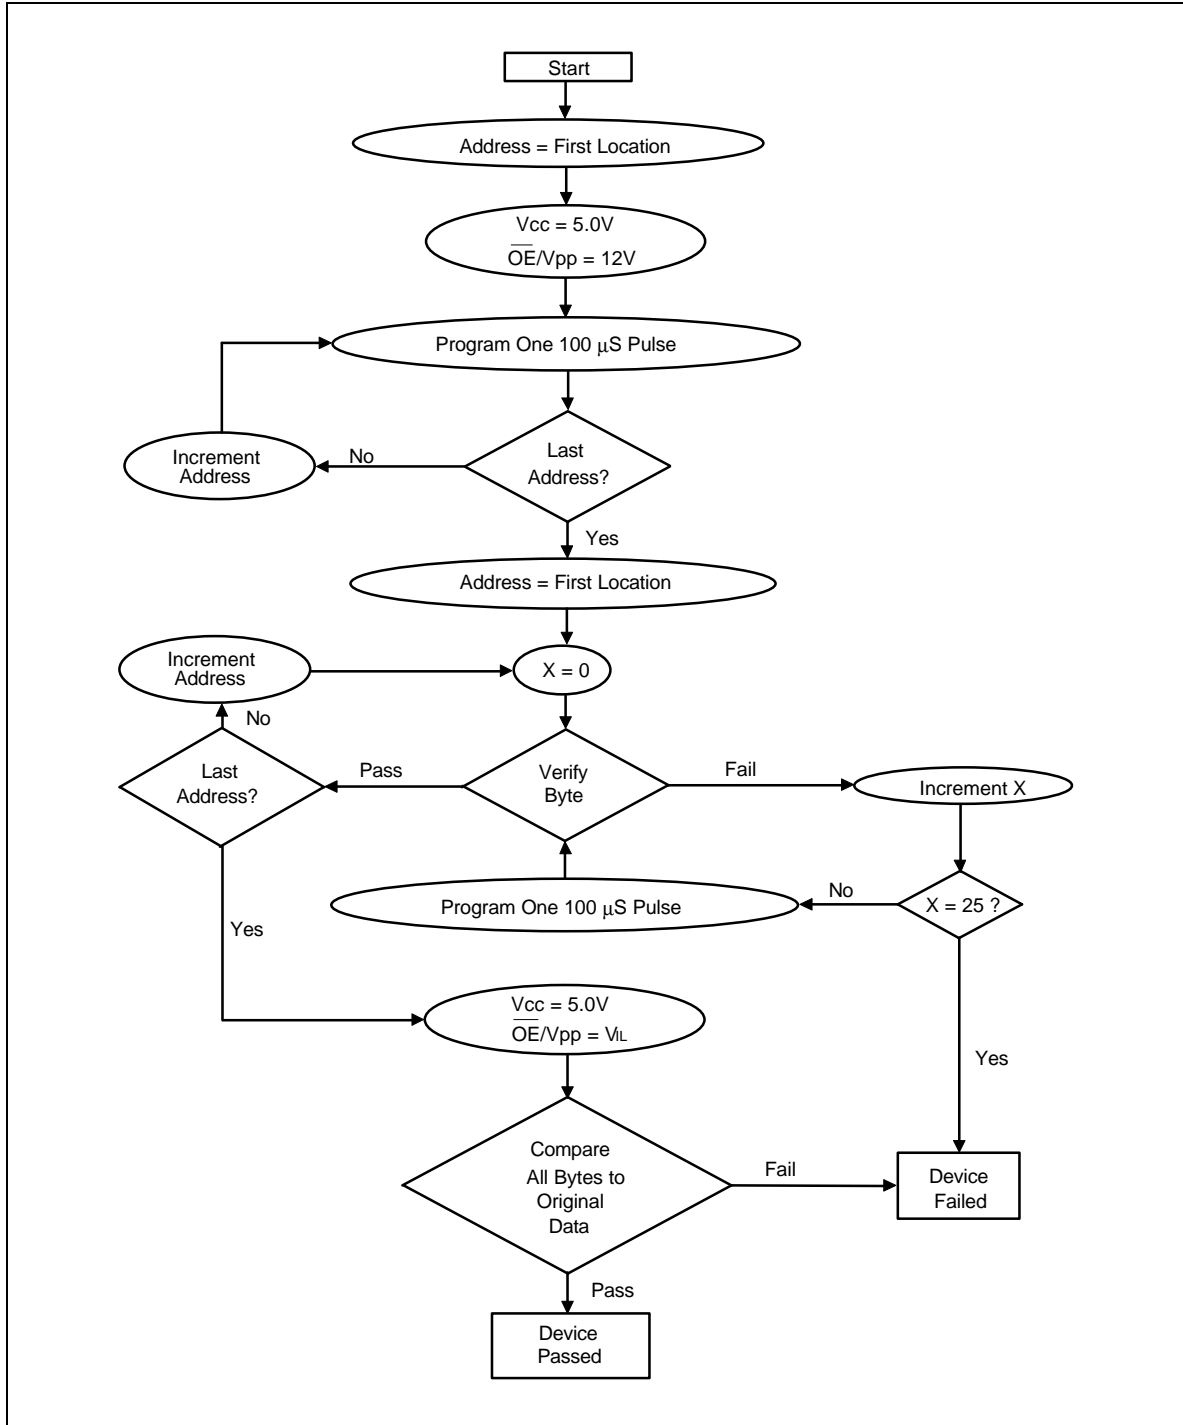 Start
Address = First Location
Vcc = 5.0V
OE/Vpp = 12V
Program One 100 µS Pulse
Increment
Address
No
Last
Address?
Yes
Address = First Location
Increment
Address
X = 0
No
Last
Address?
Pass
Verify
Byte
Fail
Increment X
Program One 100 µS Pulse
No
X = 25 ?
Yes
Vcc = 5.0V
OE/Vpp = VIL
Yes
Compare
All Bytes to
Original
Data
Fail
Device
Failed
Pass
Device
Passed